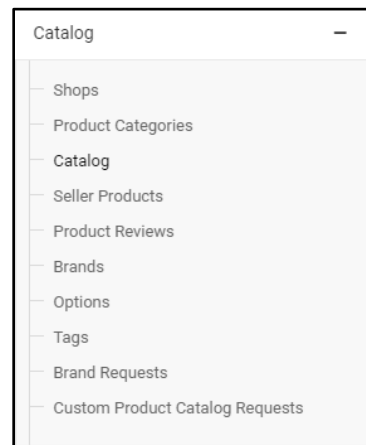 Catalog
Shops
Product Categories
Catalog
Seller Products
Product Reviews
Brands
Options
Tags
Brand Requests
Custom Product Catalog Requests